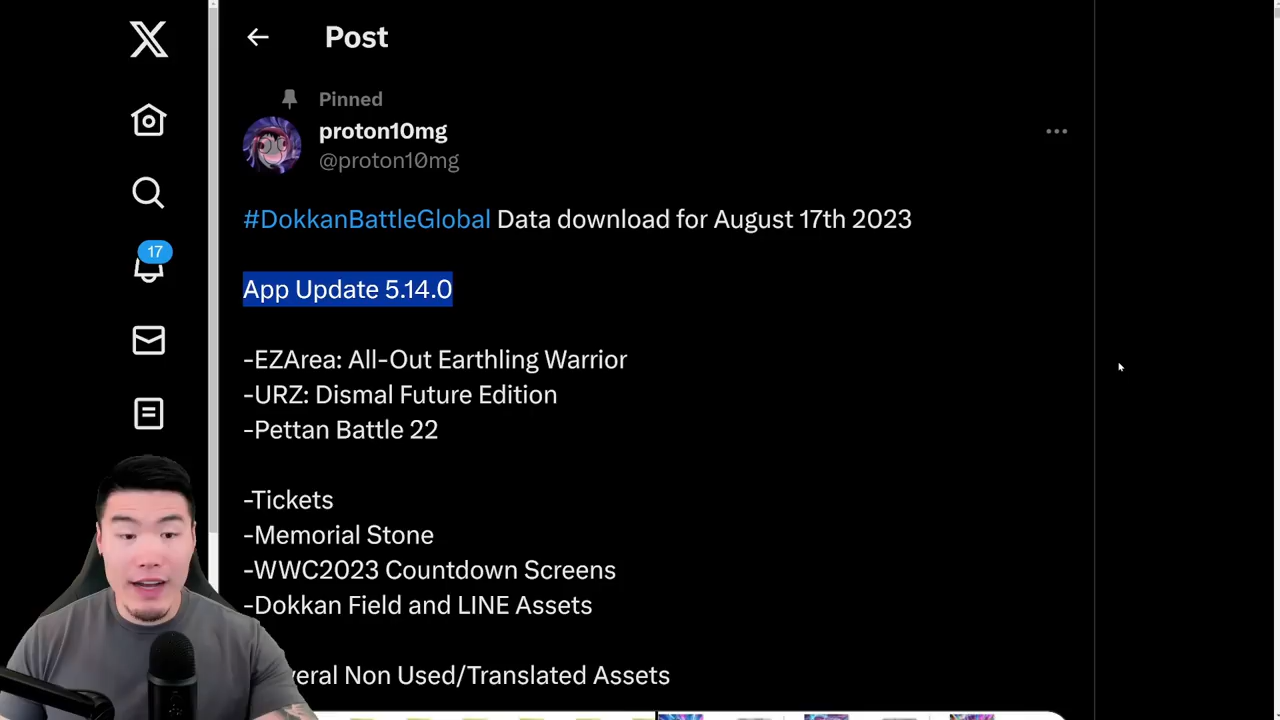 Post
Pinned
proton10mg
@proton10mg
#DokkanBattleGlobal Data download for August 17th 2023
17
App Update 5.14.0
-EZArea: All-Out Earthling Warrior
-URZ: Dismal Future Edition
-Pettan Battle 22
-Tickets
-Memorial Stone
-WWC2023 Countdown Screens
-Dokkan Field and LINE Assets
Non Used/Translated Assets